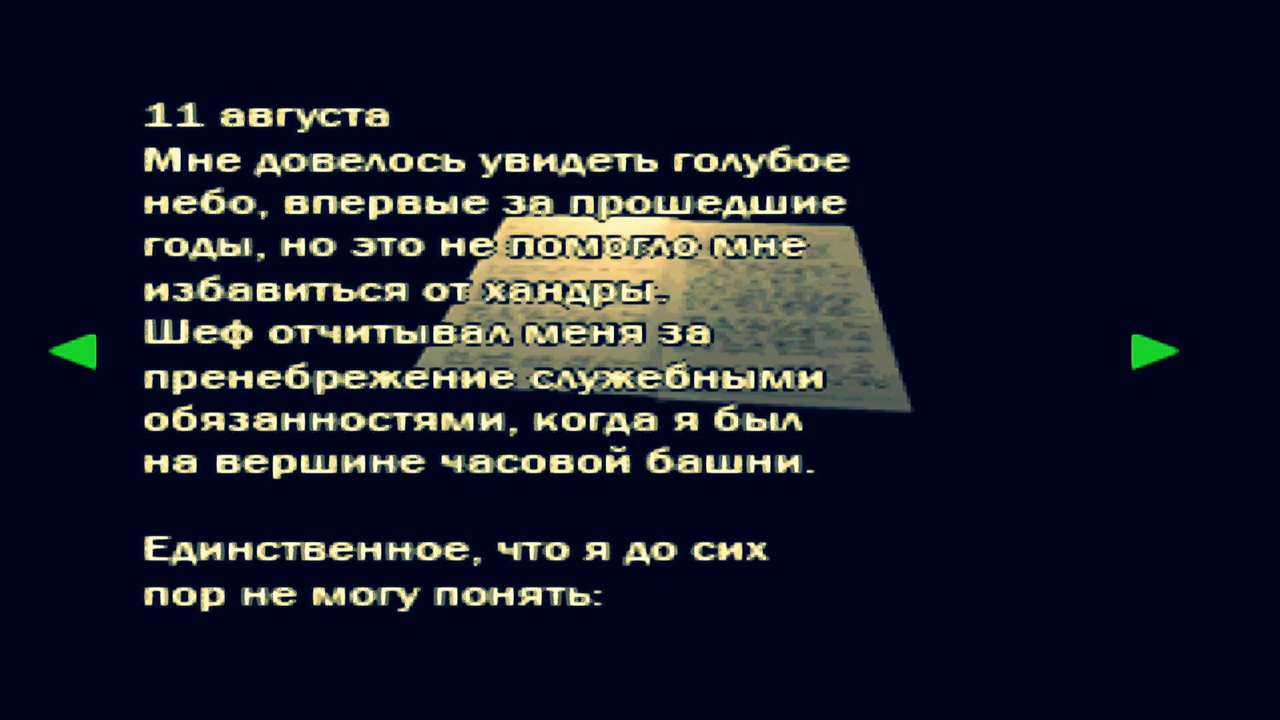 11 августа
Мне довелось увидеть голубое
небо, впервые за прошедшие
годы, но это не помогло мне
избавиться от хандры.
Шеф отчитывал меня за
пренебрежение служебными
обязанностями, когда я был
на вершине часовой башни.
Единственное, что я до сих
пор не могу понять: